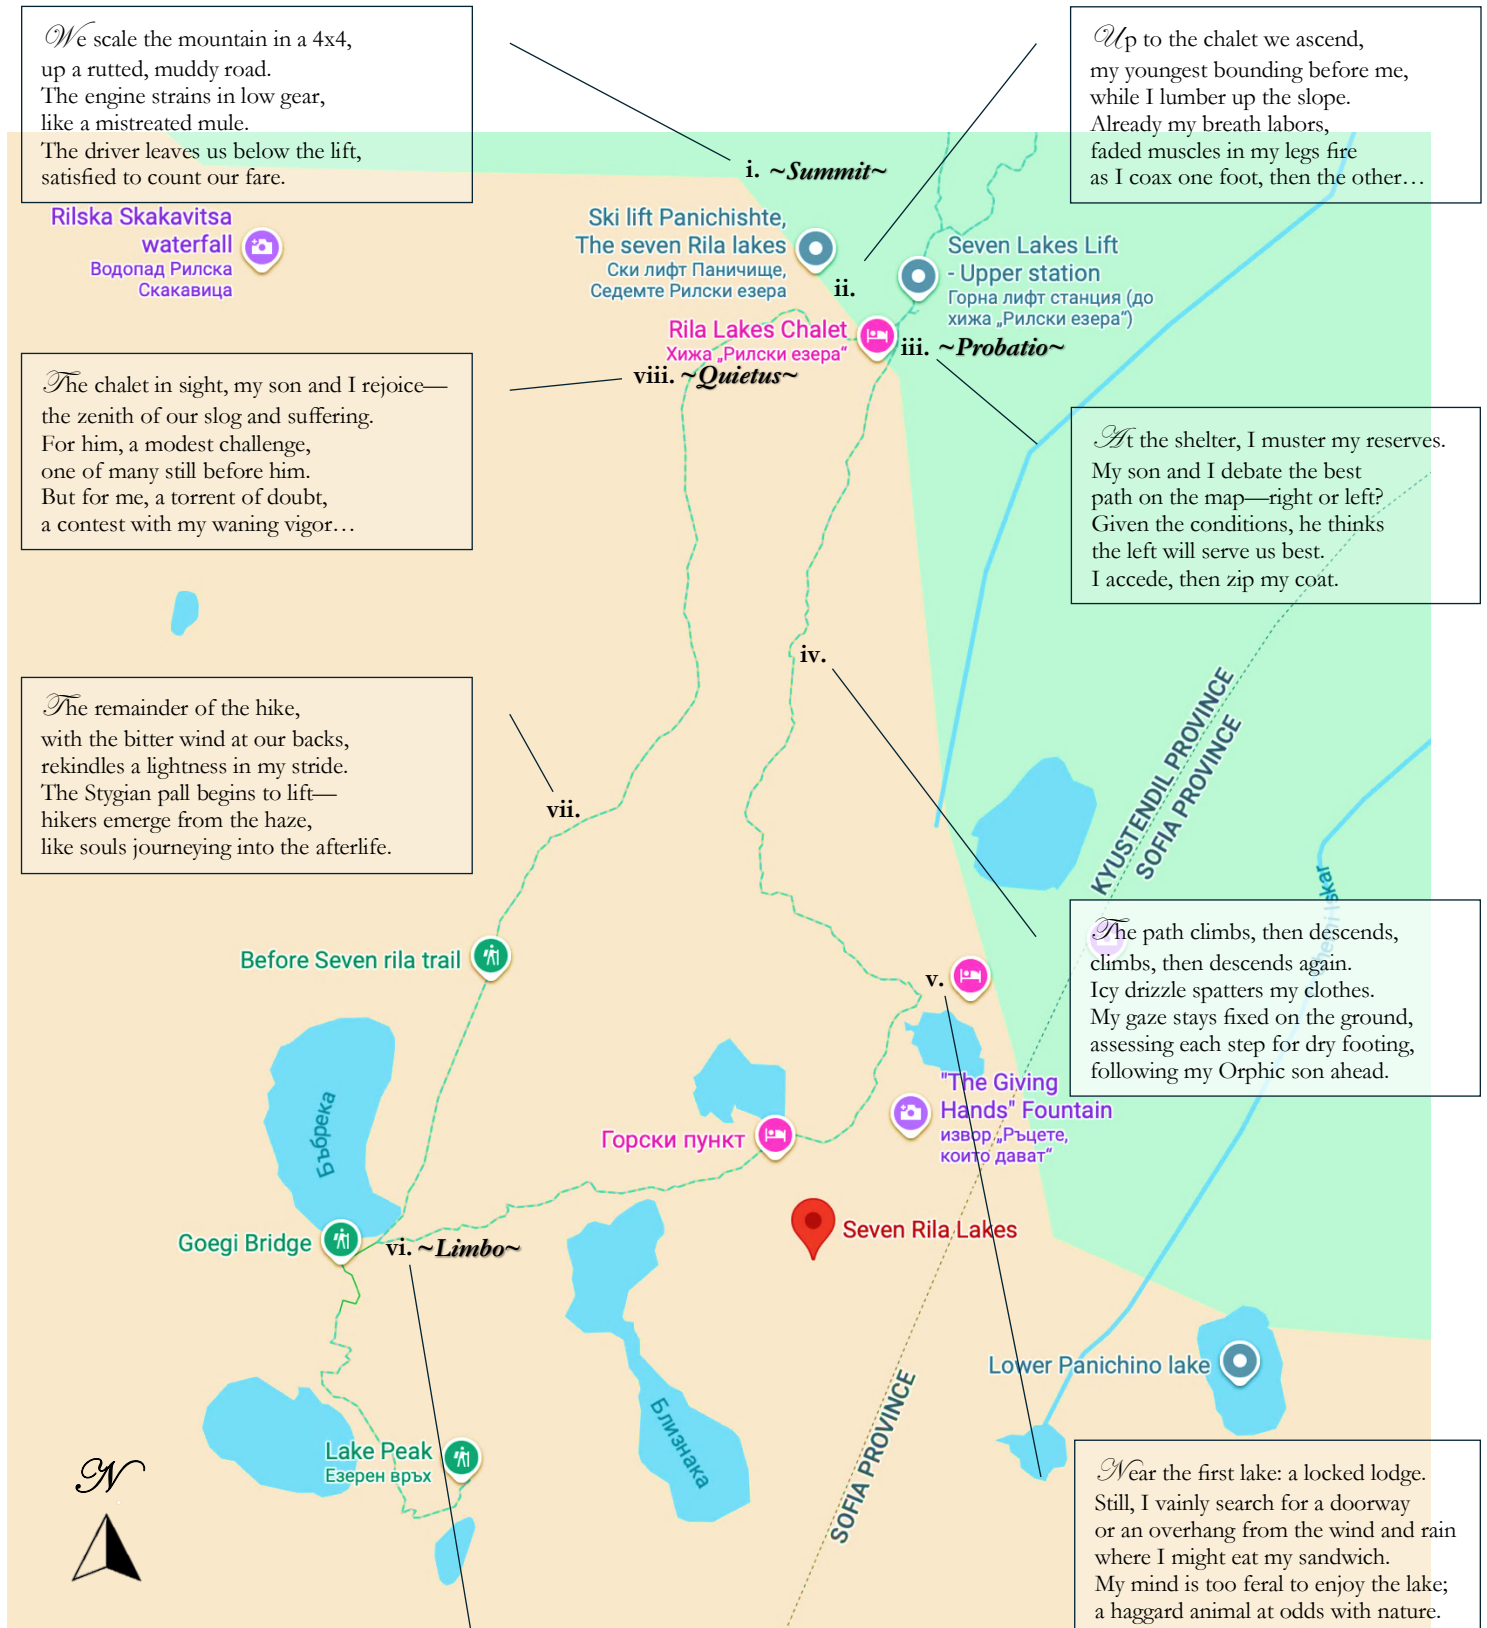 We scale the mountain in a 4x4,
up a rutted, muddy road.
The engine strains in low gear,
like a mistreated mule.
The driver leaves us below the lift,
satisfied to count our fare.
Up to the chalet we ascend,
my youngest bounding before me,
while I lumber up the slope.
Already my breath labors,
faded muscles in my legs fire
as I coax one foot, then the other…
i. ~Summit~
Rilska Skakavitsa
waterfall
Водопад Рилска
Скакавица
Ski lift Panichishte,
The seven Rila lakes
Ски лифт Паничище,
Седемте Рилски езера
ii.
Seven Lakes Lift
- Upper station
Горна лифт станция (до
хижа „Рилски езера")
Rila Lakes Chalet
Хижа „Рилски езера"
iii. ~Probatio~
viii. ~Quietus~
The chalet in sight, my son and I rejoice—
the zenith of our slog and suffering.
For him, a modest challenge,
one of many still before him.
But for me, a torrent of doubt,
a contest with my waning vigor…
At the shelter, I muster my reserves.
My son and I debate the best
path on the map—right or left?
Given the conditions, he thinks
the left will serve us best.
I accede, then zip my coat.
iv.
The remainder of the hike,
with the bitter wind at our backs,
rekindles a lightness in my stride.
The Stygian pall begins to lift—
hikers emerge from the haze,
like souls journeying into the afterlife.
vii.
KYUSTENDIL PROVINCE
SOFIA PROVINCE
The path climbs, then descends,
climbs, then descends again.
Icy drizzle spatters my clothes.
My gaze stays fixed on the ground,
assessing each step for dry footing,
following my Orphic son ahead.
Before Seven rila trail
v.
"The Giving
Hands" Fountain
извор „Ръцете,
които дават"
Бъбрека
Горски пункт
Seven Rila Lakes
Goegi Bridge
vi. ~Limbo~
Lower Panichino lake
Близнака
SOFIA PROVINCE
Lake Peak
Езерен връх
N
Near the first lake: a locked lodge.
Still, I vainly search for a doorway
or an overhang from the wind and rain
where I might eat my sandwich.
My mind is too feral to enjoy the lake;
a haggard animal at odds with nature.